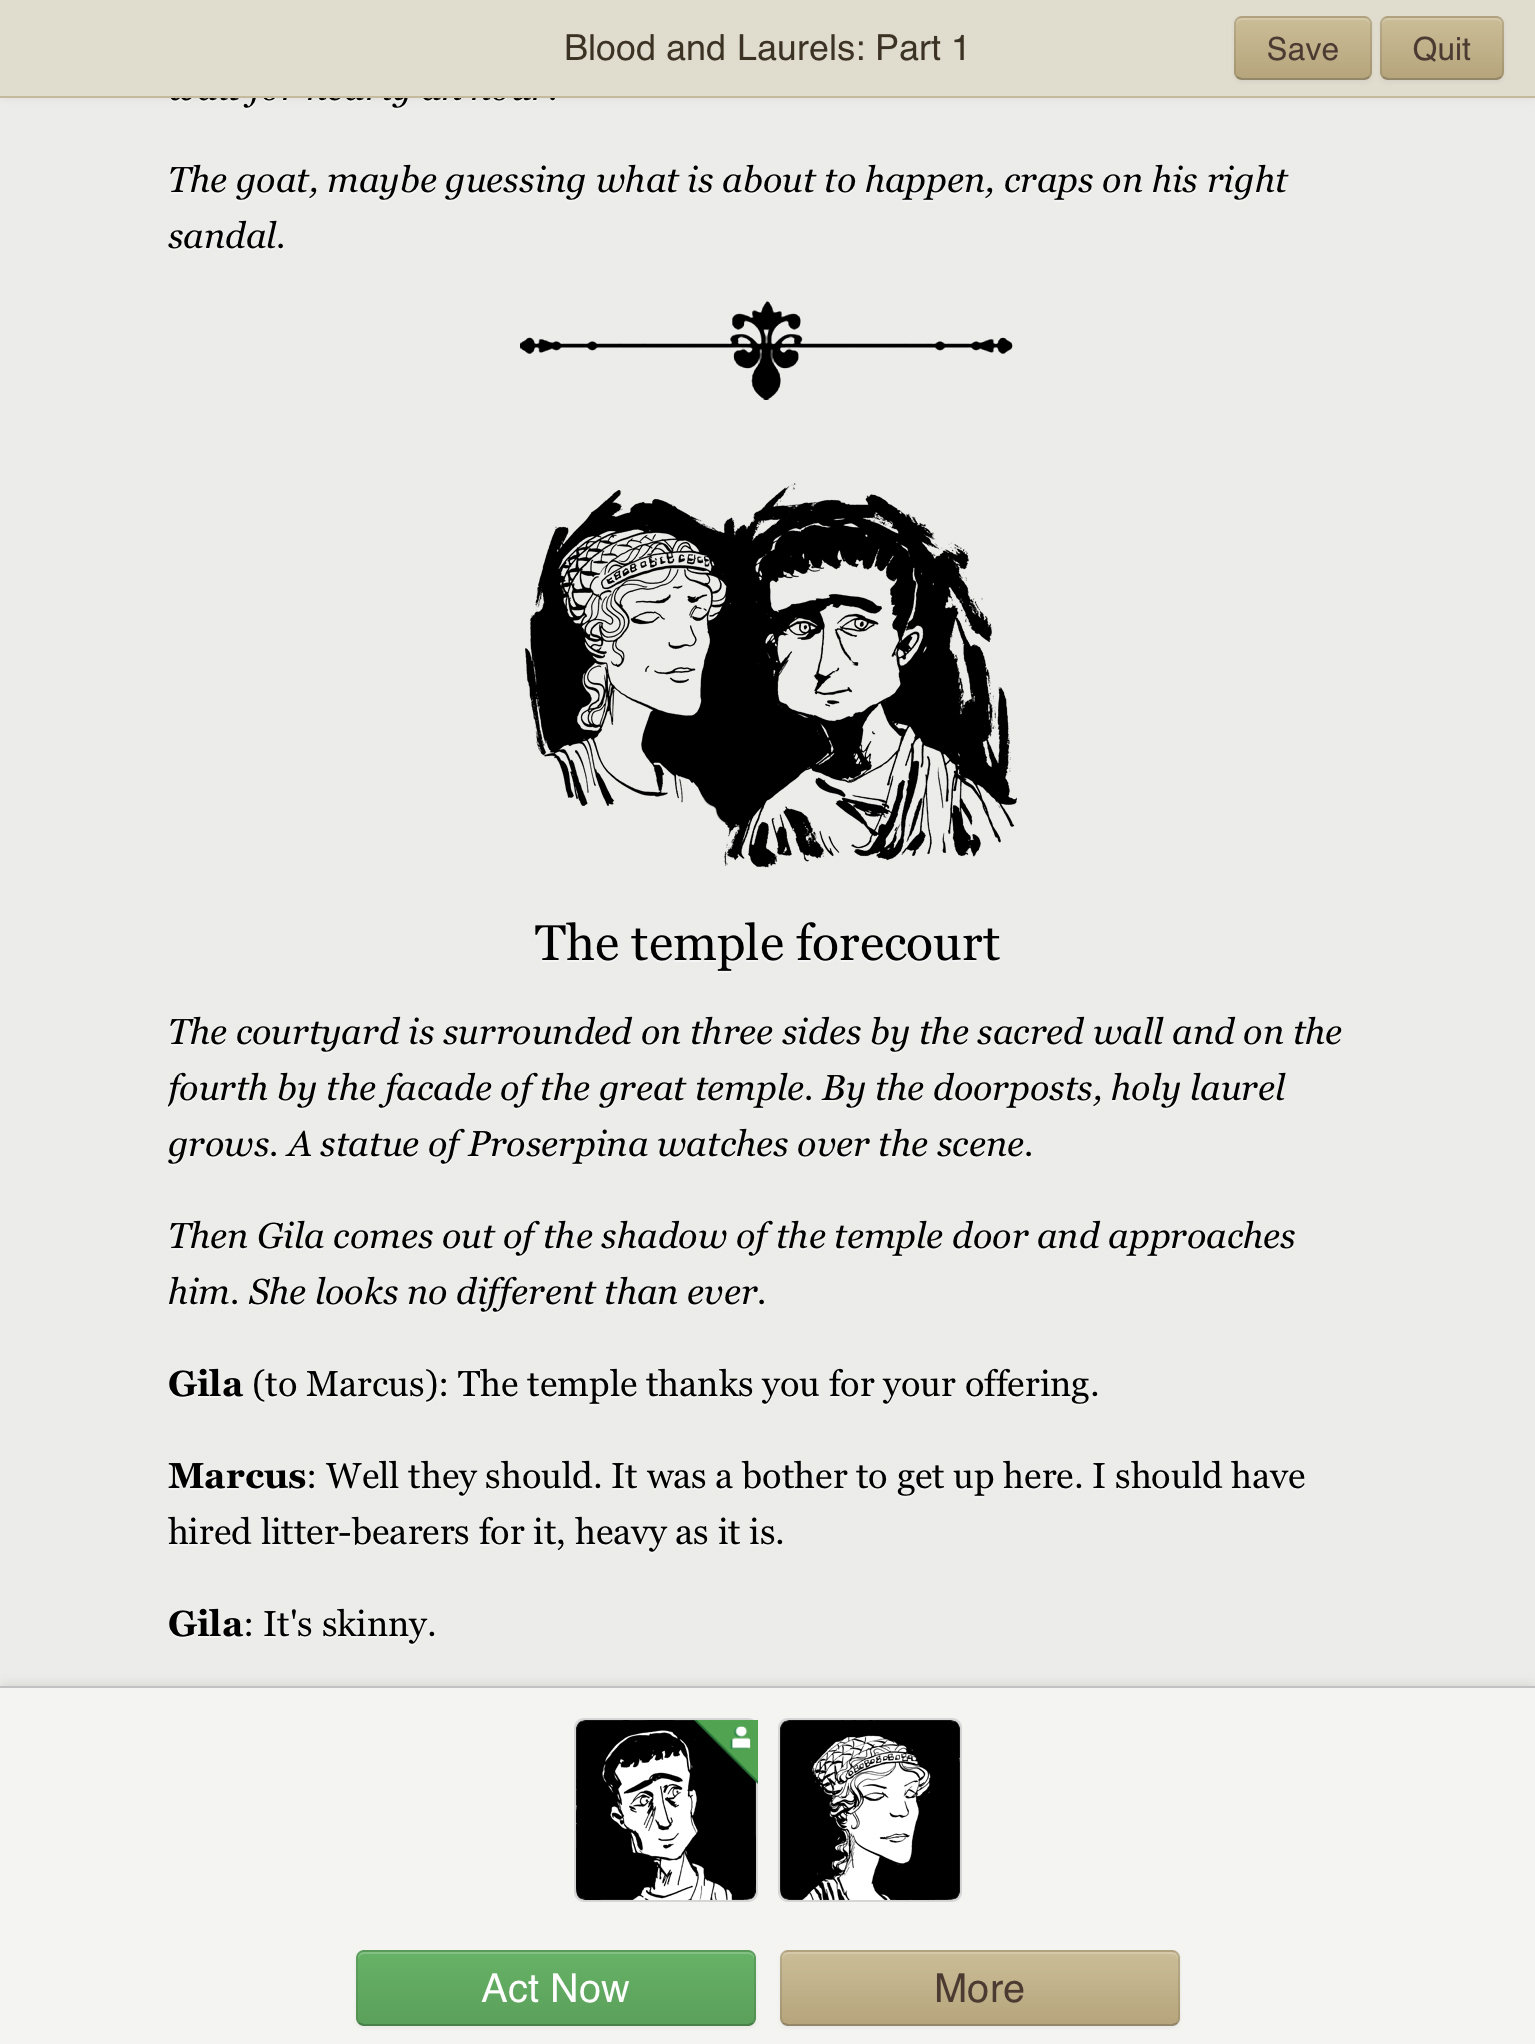 Blood and Laurels: Part 1
Save
Quit
The goat, maybe guessing what is about to happen, craps on his right
sandal.
The temple forecourt
The courtyard is surrounded on three sides by the sacred wall and on the
fourth by the facade of the great temple. By the doorposts, holy laurel
grows. A statue of Proserpina watches over the scene.
Then Gila comes out of the shadow of the temple door and approaches
him. She looks no different than ever.
Gila (to Marcus): The temple thanks you for your offering.
Marcus: Well they should. It was a bother to get up here. I should have
hired litter-bearers for it, heavy as it is.
Gila: It's skinny.
Act Now
More